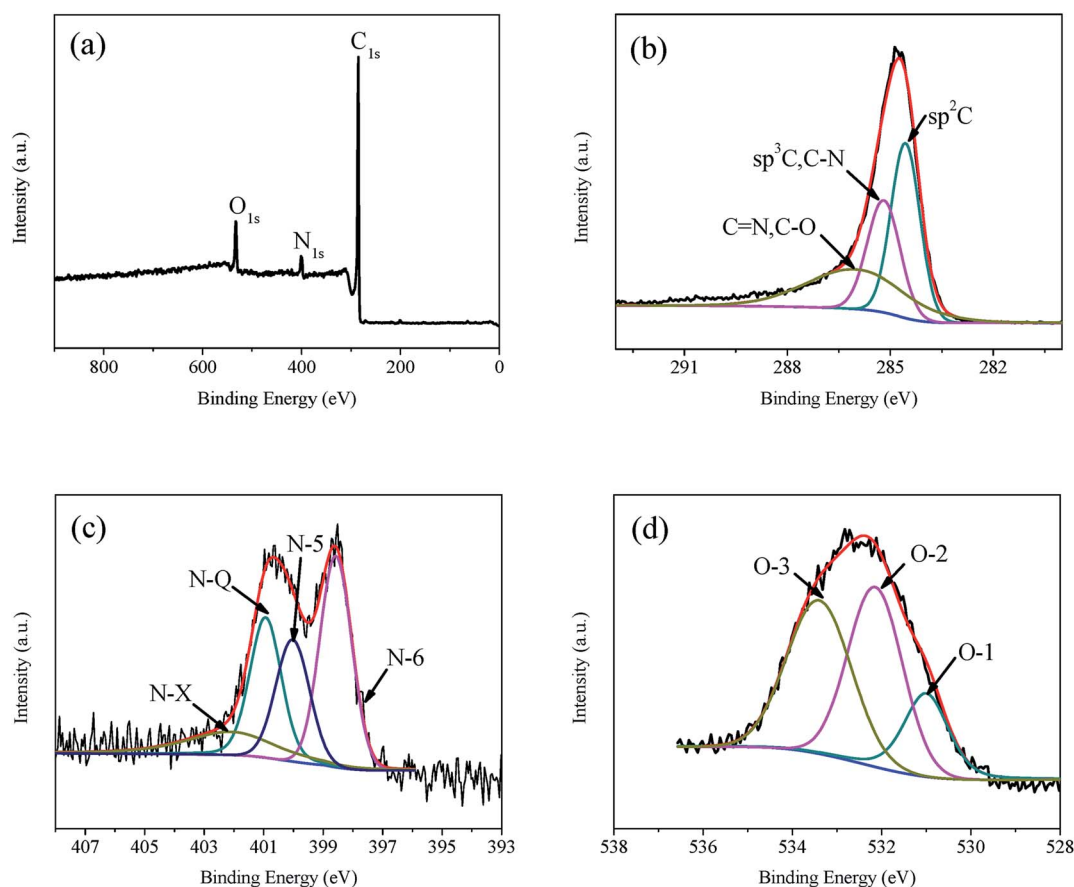 (a)
C1s
O1s
N1s
Intensity (a.u.)
800 600 400 200 0
Binding Energy (eV)
(b)
sp2C
sp3C,C-N
C=N,C-O
Intensity (a.u.)
291 288 285 282
Binding Energy (eV)
(c)
N-5
N-Q
N-6
N-X
Intensity (a.u.)
407 405 403 401 399 397 395 393
Binding Energy (eV)
(d)
O-2
O-3
O-1
Intensity (a.u.)
538 536 534 532 530 528
Binding Energy (eV)